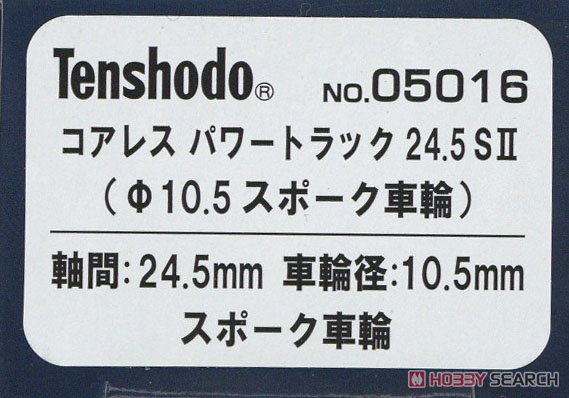 Tenshodo® NO.05016
コアレス パワートラック 24.5SⅡ
(Φ10.5スポーク車輪)
軸間:24.5mm 車輪径:10.5mm
スポーク車輪
HOBBY SEARCH